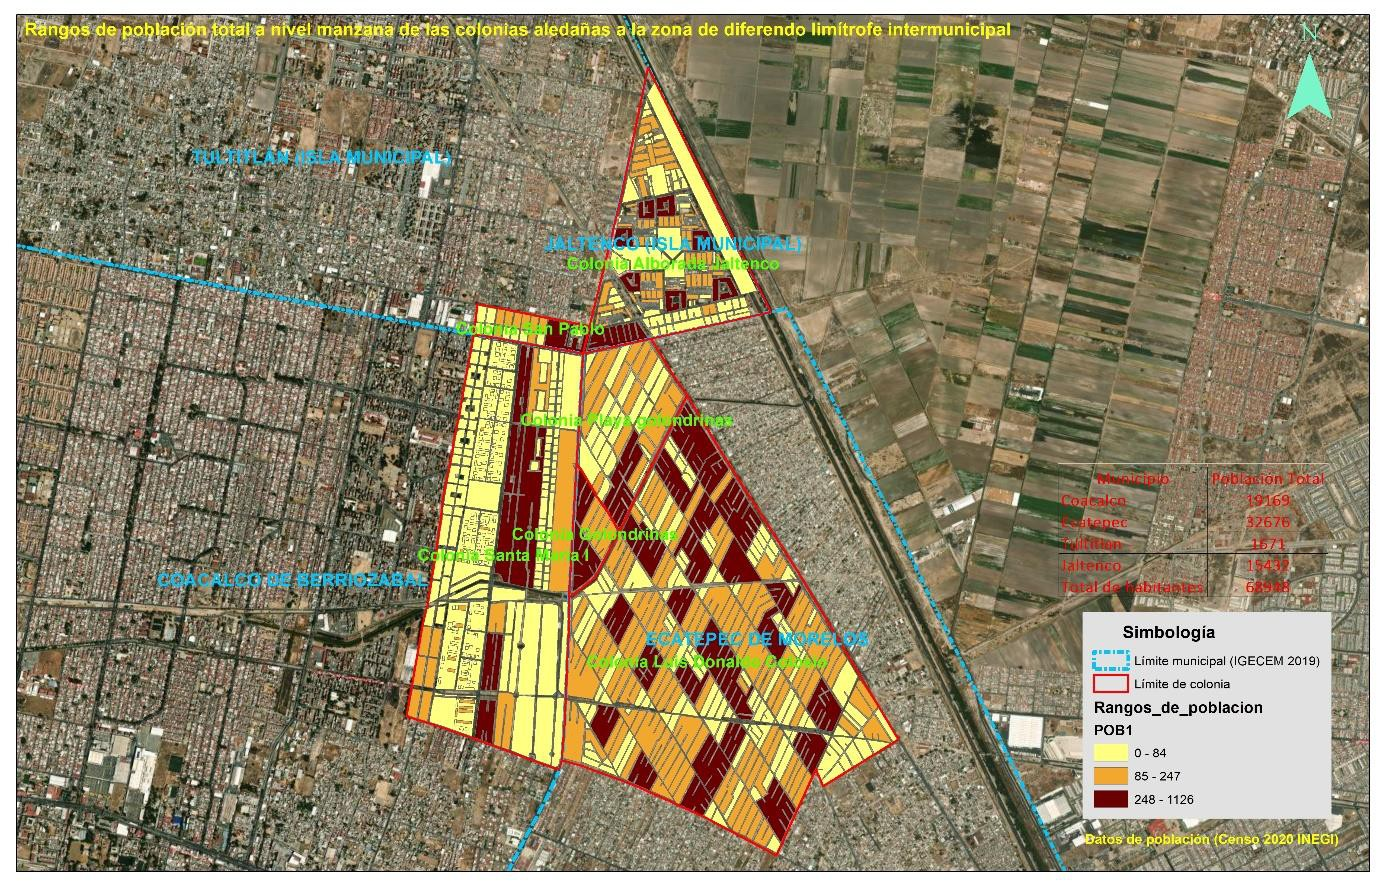 Rangos de población total a nivel manzana de las colonias aledañas a la zona de diferendo limítrofe intermunicipal
N
TULTITLÁN (ISLA MUNICIPAL)
JALTENCO (ISLA MUNICIPAL)
Colonia Alborada Jaltenco
Colonia San Pablo
Colonia Playa golondrinas
Colonia Golondrinas
Colonia Santa María I
COACALCO DE BERRIOZABAL
ECATEPEC DE MORELOS
Colonia Luis Donaldo Colosio
Municipio Población Total
Coacalco 19169
Ecatepec 32676
Tultitlan 1671
Jaltenco 15432
Total de habitantes 68948
Simbología
Límite municipal (IGECEM 2019)
Límite de colonia
Rangos_de_poblacion
POB1
0 - 84
85 - 247
248 - 1126
Datos de población (Censo 2020 INEGI)